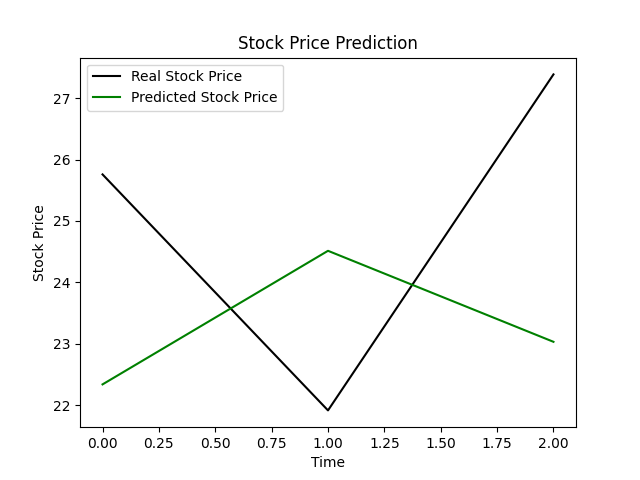 Stock Price Prediction
Real Stock Price
Predicted Stock Price
27
26
25
24
23
22
Stock Price
0.00 0.25 0.50 0.75 1.00 1.25 1.50 1.75 2.00
Time